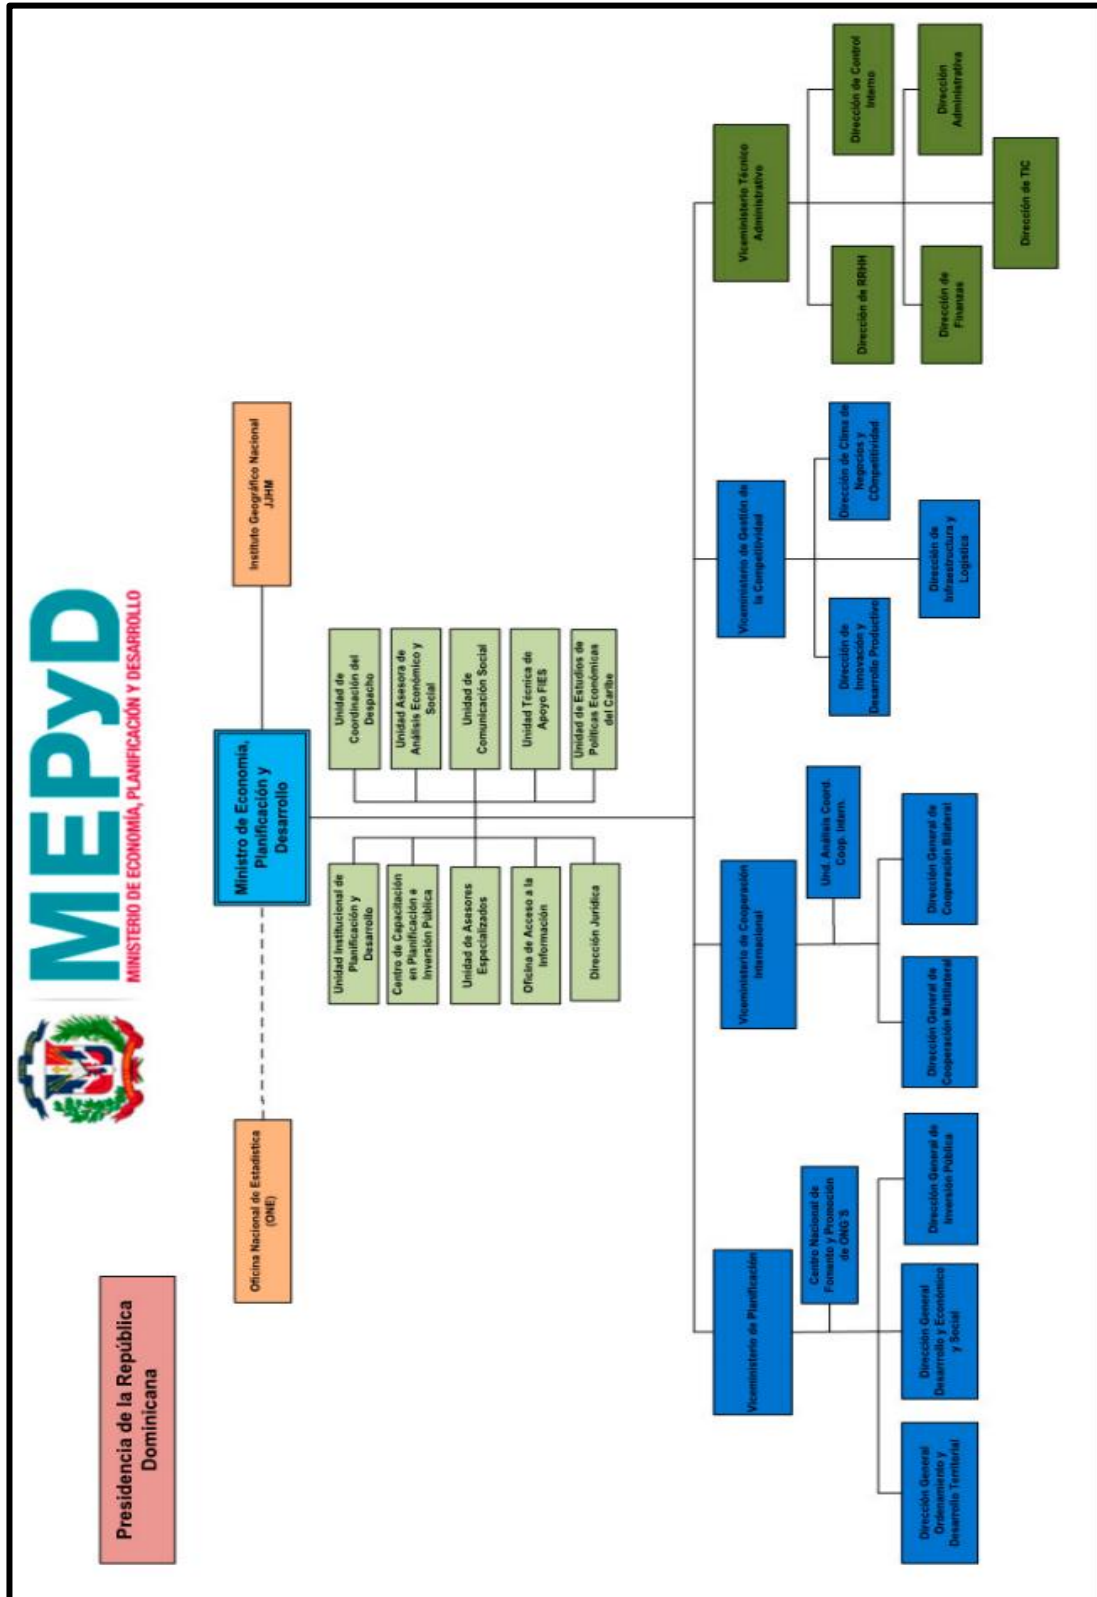 MEPyD
MINISTERIO DE ECONOMÍA, PLANIFICACIÓN Y DESARROLLO
Presidencia de la República
Dominicana
Ministro de Economía,
Planificación y
Desarrollo
Oficina Nacional de Estadística
(ONE)
Instituto Geográfico Nacional
JJHM
Unidad Institucional de
Planificación y
Desarrollo
Unidad de
Coordinación del
Despacho
Centro de Capacitación
en Planificación e
Inversión Pública
Unidad Asesora de
Análisis Económico y
Social
Unidad de Asesores
Especializados
Unidad de
Comunicación Social
Oficina de Acceso a la
Información
Unidad Técnica de
Apoyo FIES
Dirección Jurídica
Unidad de Estudios de
Políticas Económicas
del Caribe
Viceministerio de Planificación
Centro Nacional de
Fomento y Promoción
de ONG´S
Dirección General
Ordenamiento y
Desarrollo Territorial
Dirección General
Desarrollo y Económico
y Social
Dirección General de
Inversión Pública
Viceministerio de Cooperación
Internacional
Und. Análisis Coord.
Coop. Intern.
Dirección General de
Cooperación Multilateral
Dirección General de
Cooperación Bilateral
Viceministerio de Gestión de
la Competitividad
Dirección de
Innovación y
Desarrollo Productivo
Dirección de Clima de
Negocios y
COmpetitividad
Dirección de
Infraestructura y
Logística
Viceministerio Técnico
Administrativo
Dirección de RRHH
Dirección de Control
Interno
Dirección de
Finanzas
Dirección
Administrativa
Dirección de TIC